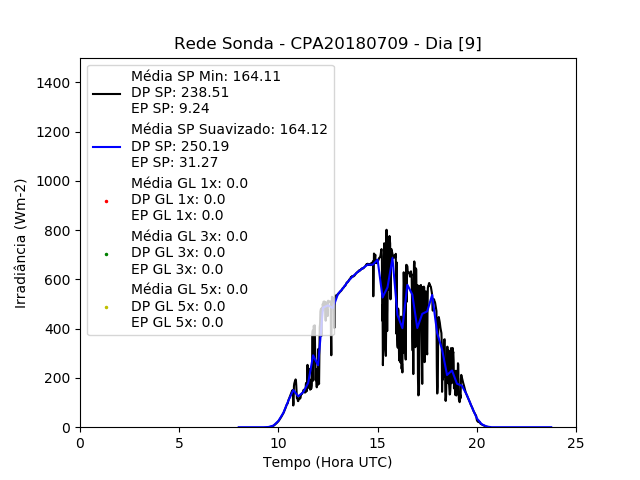 Rede Sonda - CPA20180709 - Dia [9]
Média SP Min: 164.11
DP SP: 238.51
EP SP: 9.24
Média SP Suavizado: 164.12
DP SP: 250.19
EP SP: 31.27
Média GL 1x: 0.0
DP GL 1x: 0.0
EP GL 1x: 0.0
Média GL 3x: 0.0
DP GL 3x: 0.0
EP GL 3x: 0.0
Média GL 5x: 0.0
DP GL 5x: 0.0
EP GL 5x: 0.0
Irradiância (Wm-2)
1400
1200
1000
800
600
400
200
0
0 5 10 15 20 25
Tempo (Hora UTC)